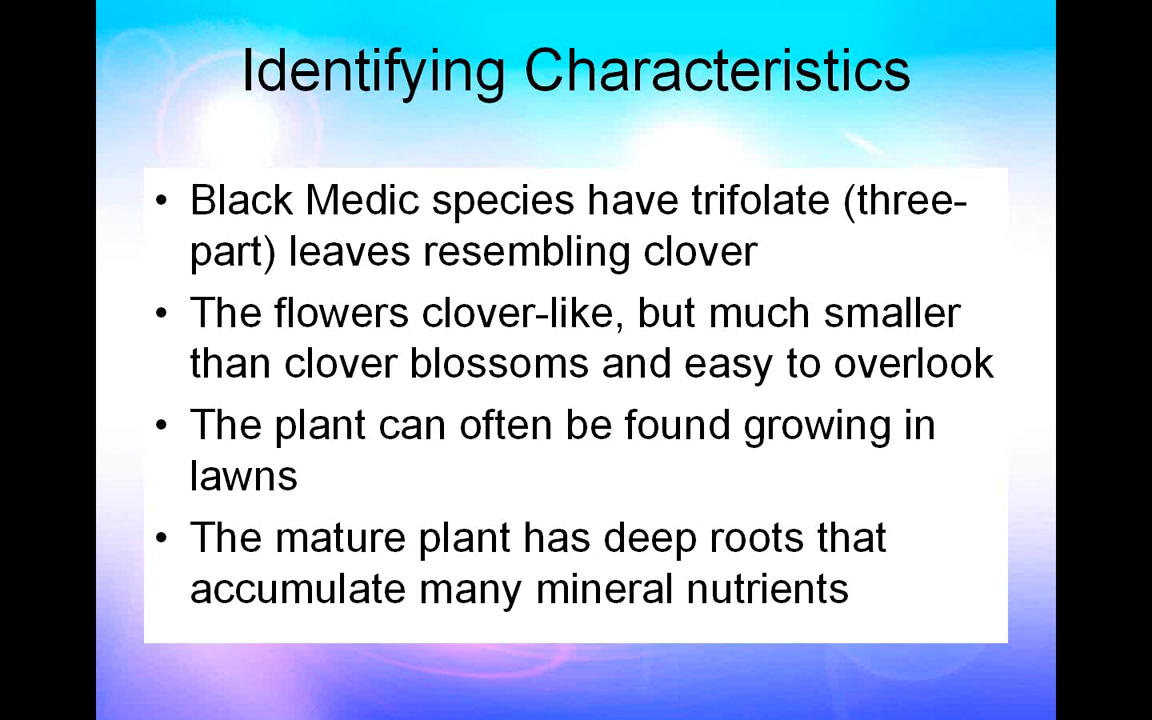 Identifying Characteristics
• Black Medic species have trifolate (three-
part) leaves resembling clover
• The flowers clover-like, but much smaller
than clover blossoms and easy to overlook
• The plant can often be found growing in
lawns
• The mature plant has deep roots that
accumulate many mineral nutrients